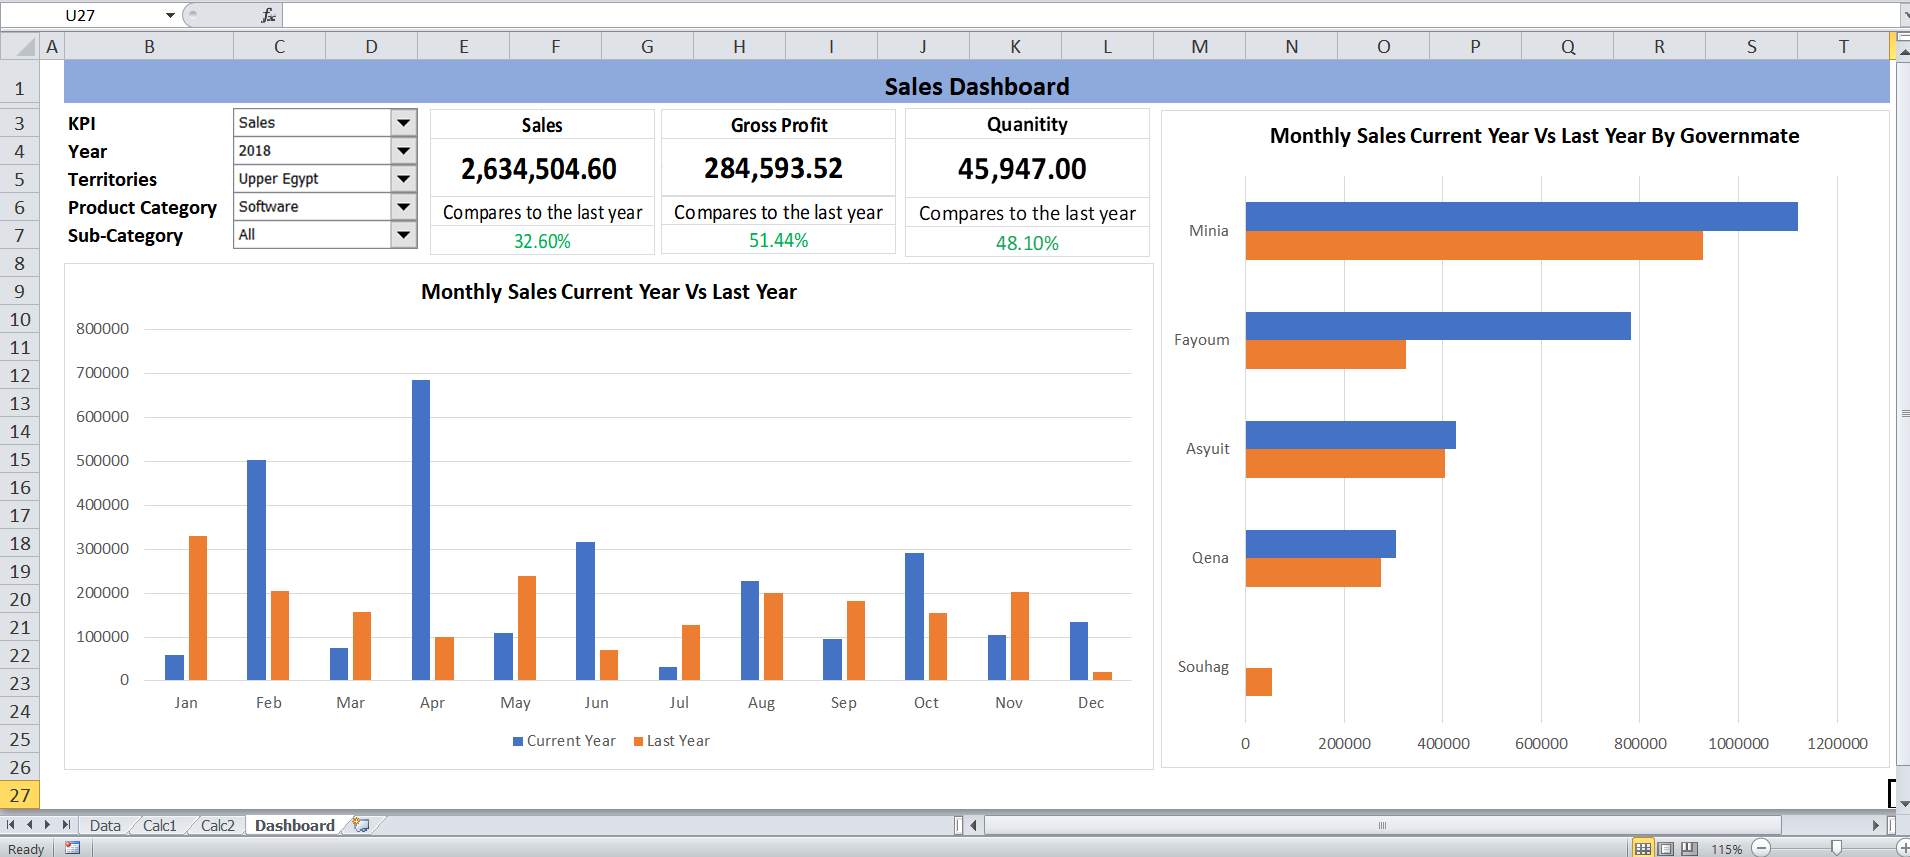 U27
fx
A B C D E F G H I J K L M N O P Q R S T
1
3
4
5
6
7
8
9
10
11
12
13
14
15
16
17
18
19
20
21
22
23
24
25
26
27
Sales Dashboard
KPI Sales
Year 2018
Territories Upper Egypt
Product Category Software
Sub-Category All
Sales
2,634,504.60
Compares to the last year
32.60%
Gross Profit
284,593.52
Compares to the last year
51.44%
Quanitity
45,947.00
Compares to the last year
48.10%
Monthly Sales Current Year Vs Last Year
800000
700000
600000
500000
400000
300000
200000
100000
0
Jan Feb Mar Apr May Jun Jul Aug Sep Oct Nov Dec
Current Year Last Year
Monthly Sales Current Year Vs Last Year By Governmate
Minia
Fayoum
Asyuit
Qena
Souhag
0 200000 400000 600000 800000 1000000 1200000
Data Calc1 Calc2 Dashboard
Ready 115%